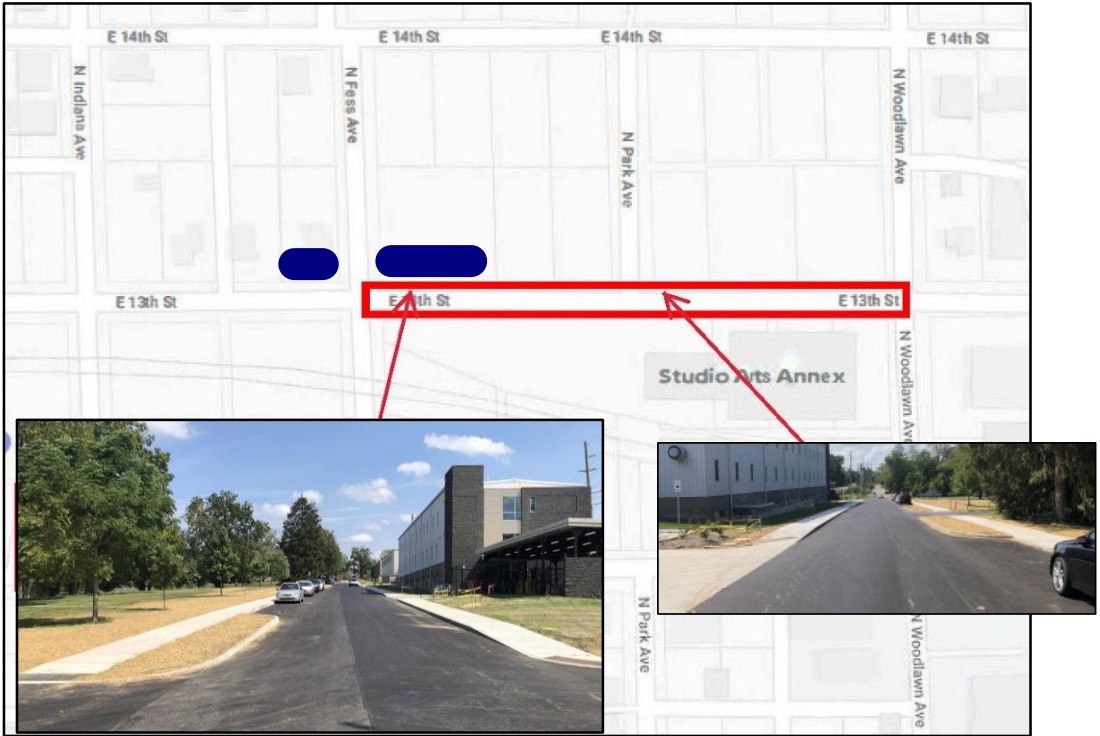 E 14th St
E 14th St
E 14th St
E 14th St
N Indiana Ave
N Fess Ave
N Park Ave
N Woodlawn Ave
E 13th St
E 13th St
E 13th St
Studio Arts Annex
N Woodlawn Ave
N Park Ave
N Woodlawn Ave